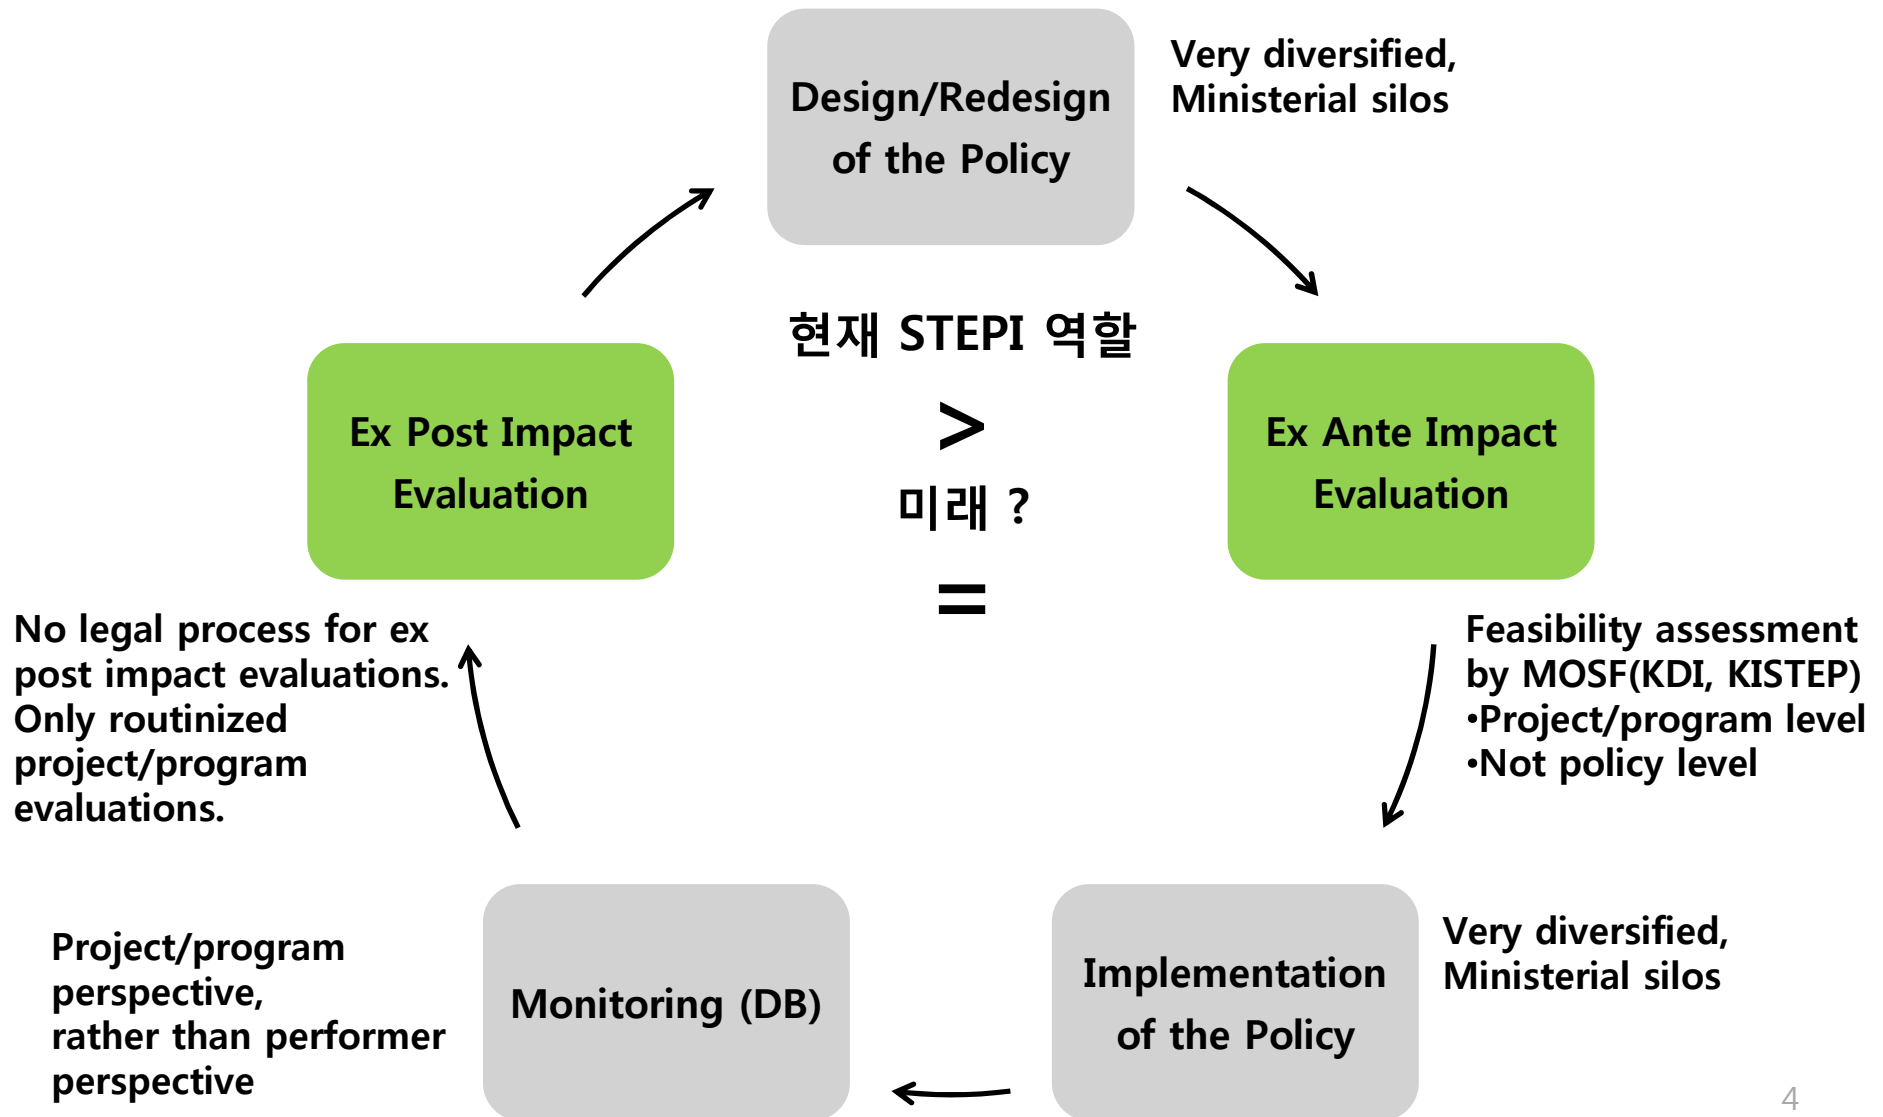 Design/Redesign
of the Policy
Very diversified,
Ministerial silos
현재 STEPI 역할
>
미래 ?
=
Ex Post Impact
Evaluation
Ex Ante Impact
Evaluation
No legal process for ex
post impact evaluations.
Only routinized
project/program
evaluations.
Feasibility assessment
by MOSF(KDI, KISTEP)
•Project/program level
•Not policy level
Project/program
perspective,
rather than performer
perspective
Monitoring (DB)
Implementation
of the Policy
Very diversified,
Ministerial silos
4